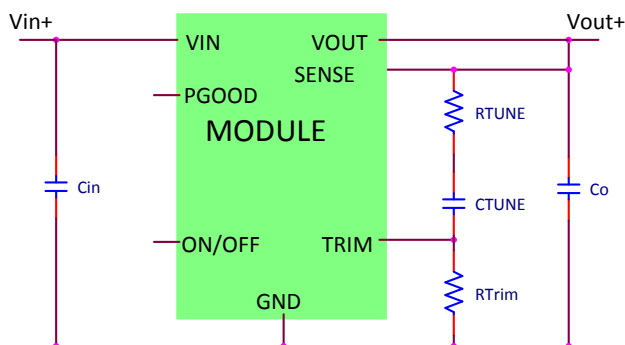 Vin+
Vout+
VIN
VOUT
SENSE
PGOOD
RTUNE
MODULE
Cin
CTUNE
Co
ON/OFF
TRIM
GND
RTrim